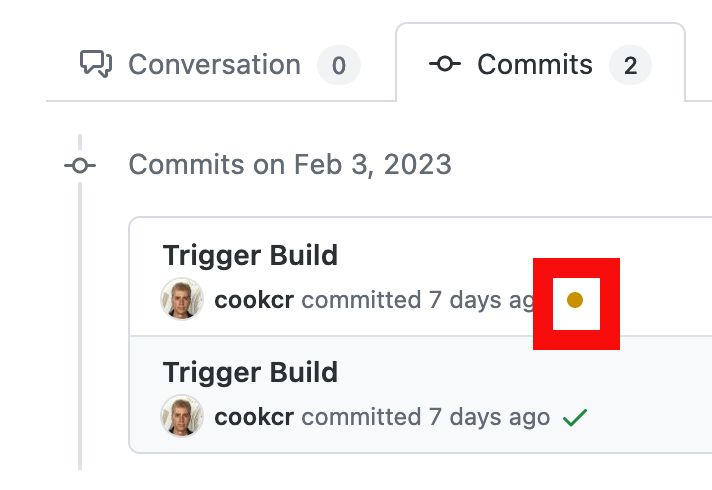 Conversation 0 Commits 2
Commits on Feb 3, 2023
Trigger Build
cookcr committed 7 days ag
Trigger Build
cookcr committed 7 days ago